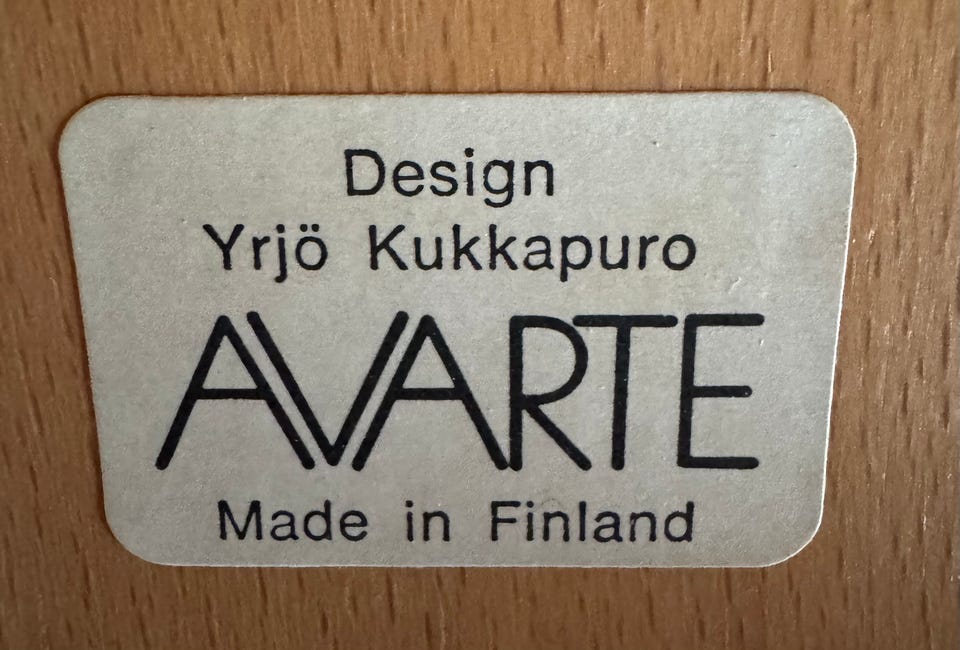 Design
Yrjö Kukkapuro
AVARTE
Made in Finland